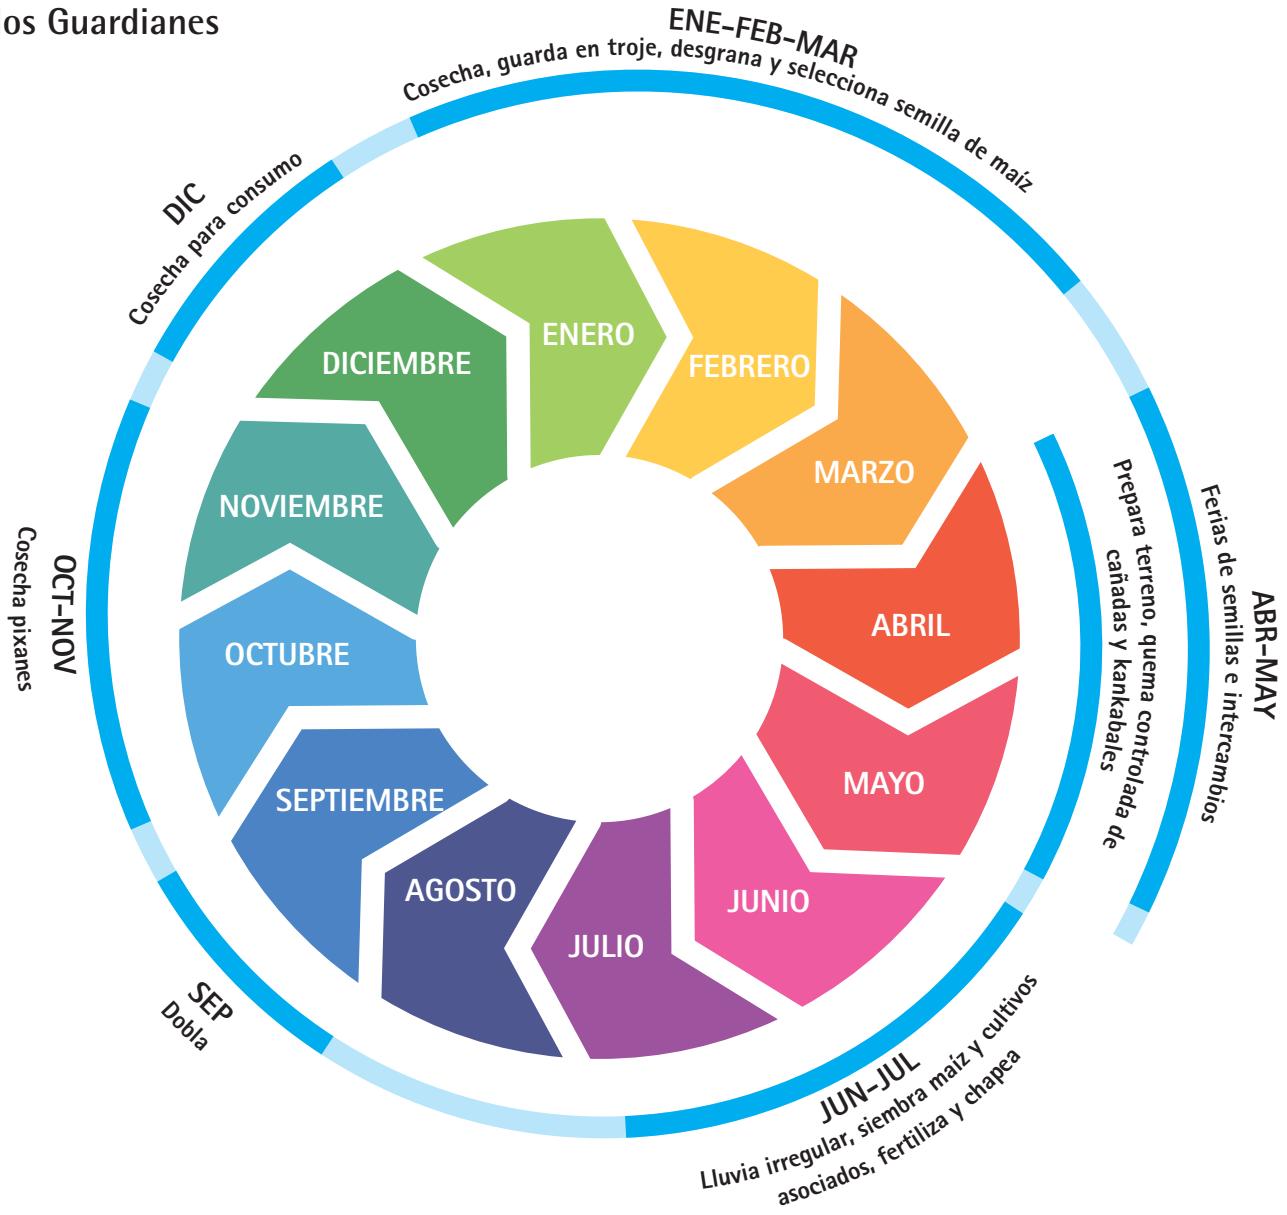 los Guardianes
ENE-FEB-MAR
Cosecha, guarda en troje, desgrana y selecciona semilla de maíz
ABR-MAY
Ferias de semillas e intercambios
Prepara terreno, quema controlada de
cañadas y kankabales
JUN-JUL
Lluvia irregular, siembra maíz y cultivos
asociados, fertiliza y chapea
SEP
Dobla
OCT-NOV
Cosecha pixanes
DIC
Cosecha para consumo
ENERO
FEBRERO
MARZO
ABRIL
MAYO
JUNIO
JULIO
AGOSTO
SEPTIEMBRE
OCTUBRE
NOVIEMBRE
DICIEMBRE